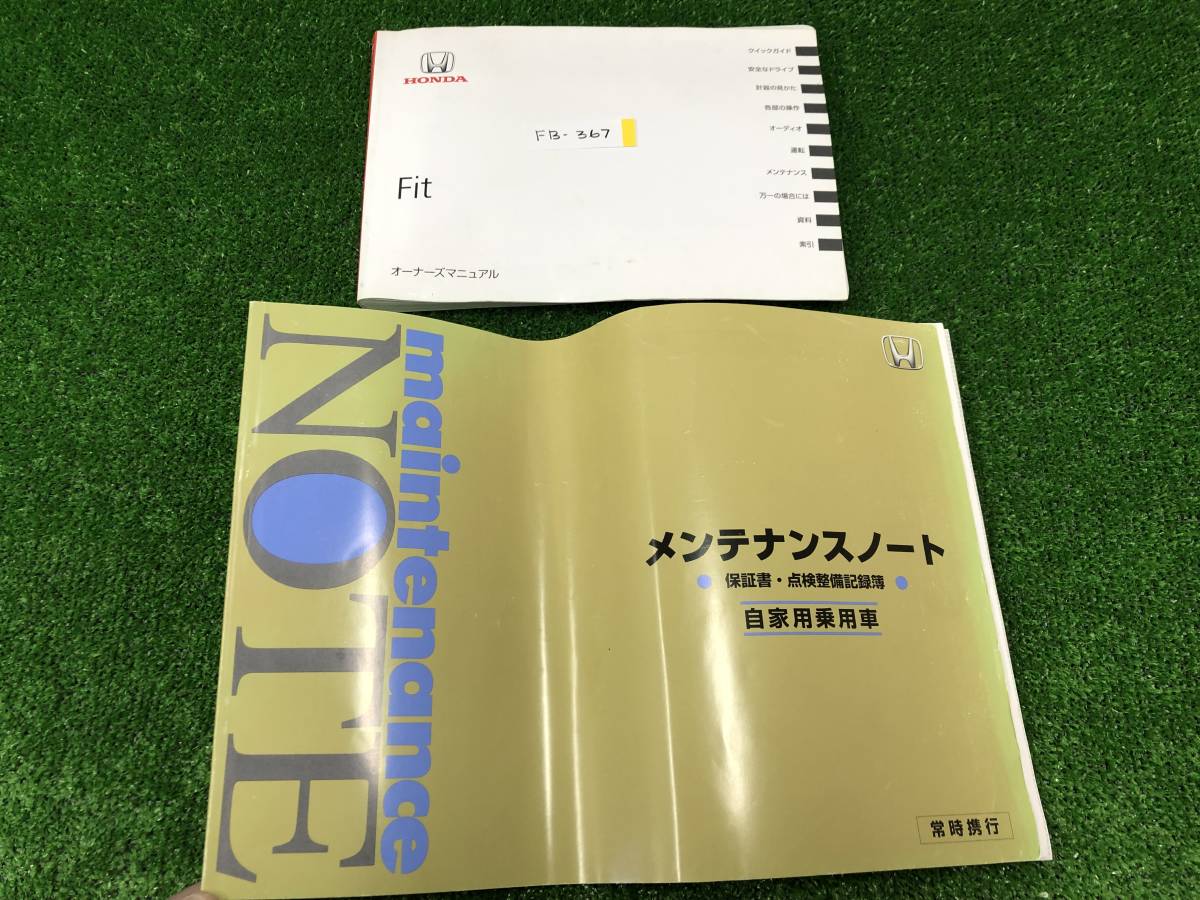 HONDA
FB-367
Fit
オーナーズマニュアル
クイックガイド
安全なドライブ
計器の見かた
各部の操作
オーディオ
運転
メンテナンス
万一の場合には
資料
索引
maintenance
NOTE
メンテナンスノート
● 保証書・点検整備記録簿 ●
自家用乗用車
常時携行